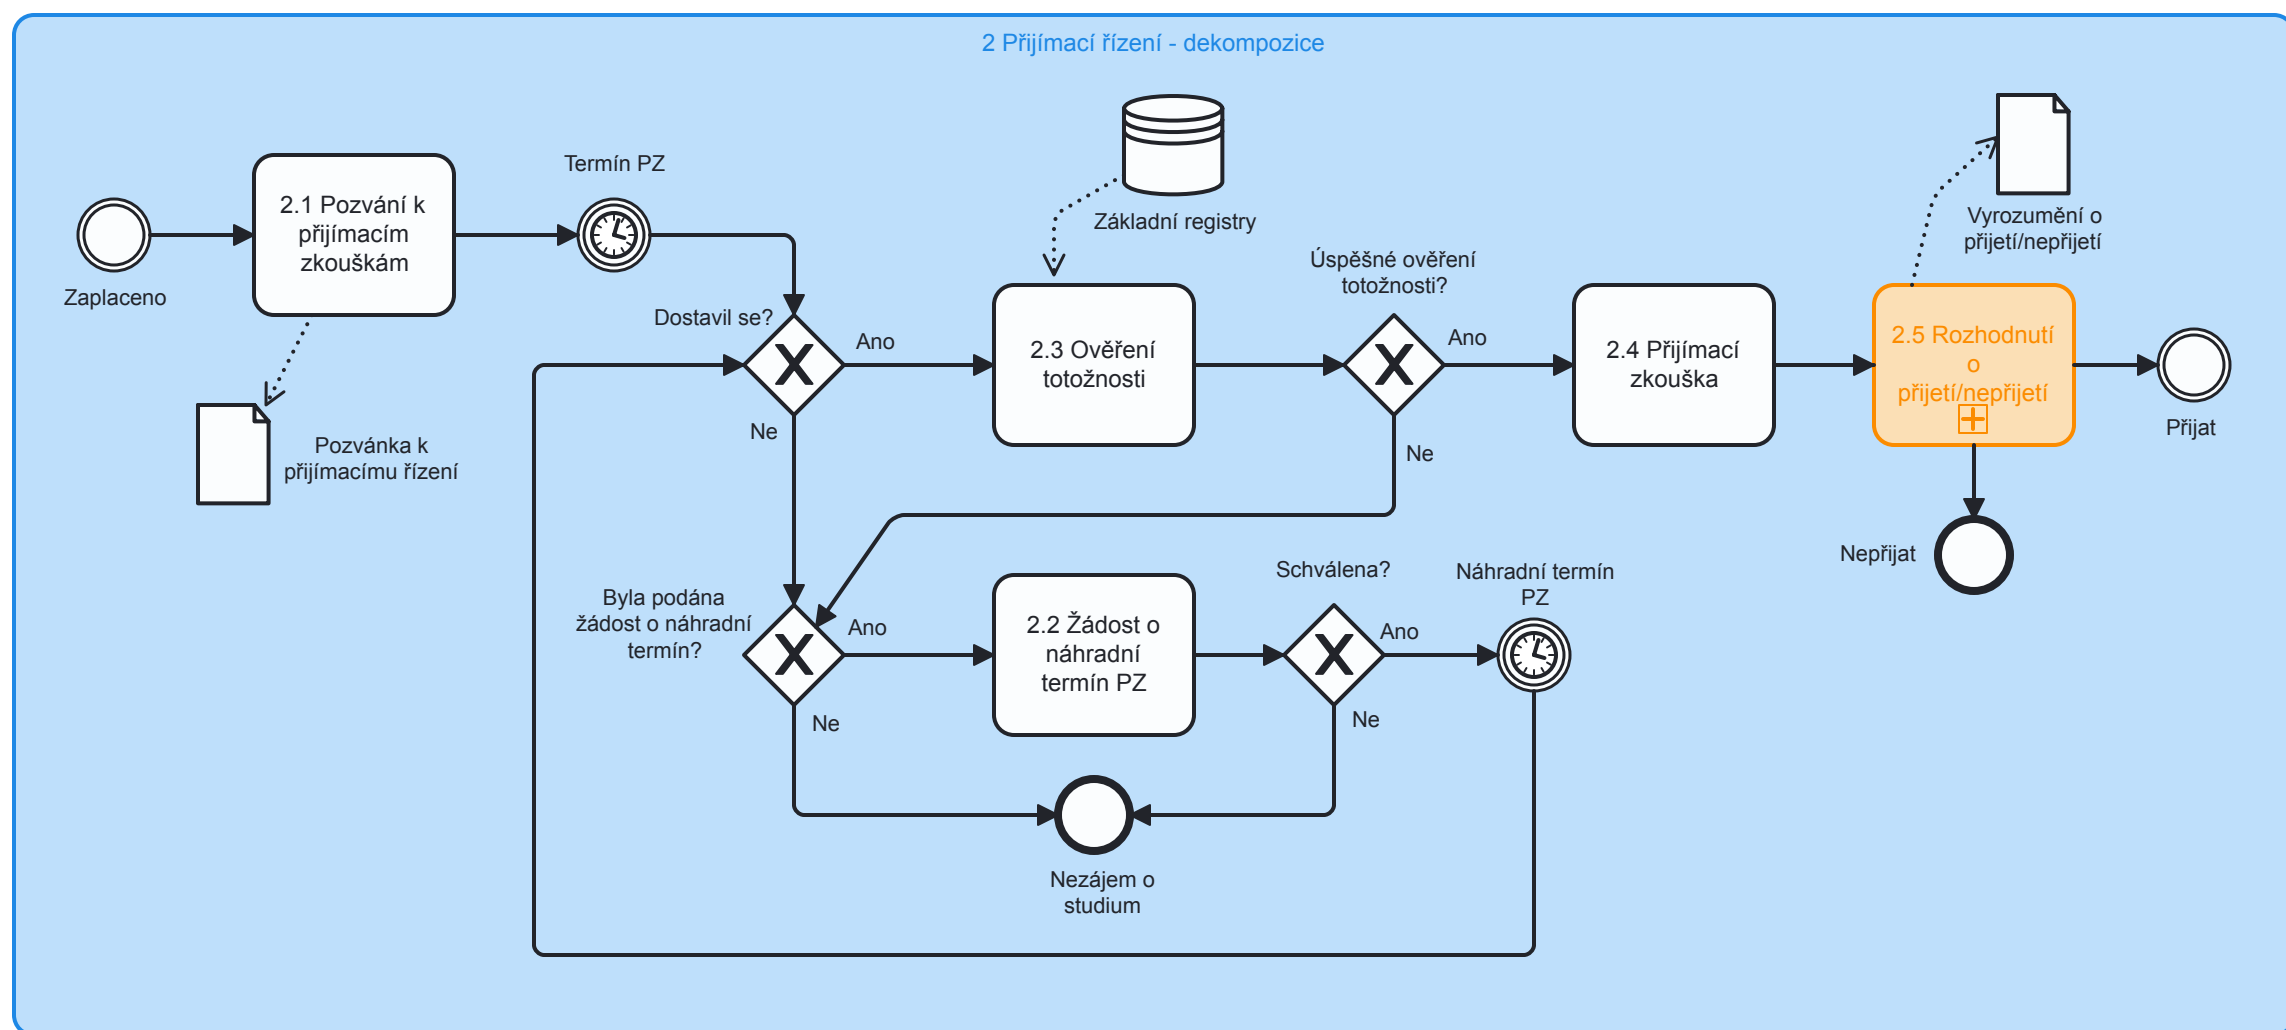 2 Přijímací řízení - dekompozice
Zaplaceno
2.1 Pozvání k
přijímacím
zkouškám
Pozvánka k
přijímacímu řízení
Termín PZ
Dostavil se?
Ano
Ne
Základní registry
2.3 Ověření
totožnosti
Úspěšné ověření
totožnosti?
Ano
Ne
2.4 Přijímací
zkouška
2.5 Rozhodnutí
o
přijetí/nepřijetí
Vyrozumění o
přijetí/nepřijetí
Přijat
Nepřijat
Byla podána
žádost o náhradní
termín?
Ano
Ne
2.2 Žádost o
náhradní
termín PZ
Schválena?
Ano
Ne
Náhradní termín
PZ
Nezájem o
studium